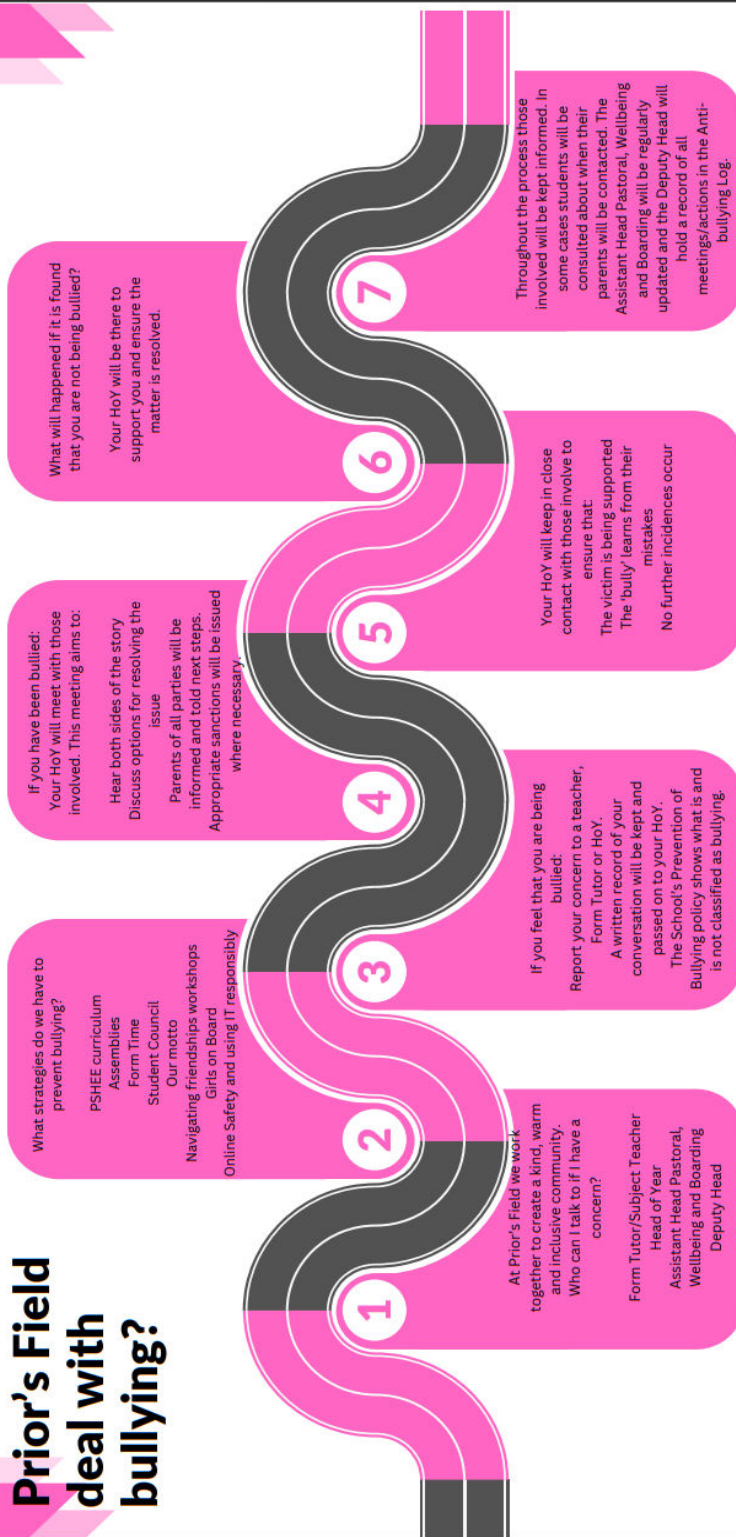 Prior's Field
deal with
bullying?
1
At Prior's Field we work
together to create a kind, warm
and inclusive community.
Who can I talk to if I have a
concern?
Form Tutor/Subject Teacher
Head of Year
Assistant Head Pastoral,
Wellbeing and Boarding
Deputy Head
2
What strategies do we have to
prevent bullying?
PSHEE curriculum
Assemblies
Form Time
Student Council
Our motto
Navigating friendships workshops
Girls on Board
Online Safety and using IT responsibly
3
If you feel that you are being
bullied:
Report your concern to a teacher,
Form Tutor or HoY.
A written record of your
conversation will be kept and
passed on to your HoY.
The School's Prevention of
Bullying policy shows what is and
is not classified as bullying.
4
If you have been bullied:
Your HoY will meet with those
involved. This meeting aims to:
Hear both sides of the story
Discuss options for resolving the
issue
Parents of all parties will be
informed and told next steps.
Appropriate sanctions will be issued
where necessary.
5
Your HoY will keep in close
contact with those involve to
ensure that:
The victim is being supported
The 'bully' learns from their
mistakes
No further incidences occur
6
What will happened if it is found
that you are not being bullied?
Your HoY will be there to
support you and ensure the
matter is resolved.
7
Throughout the process those
involved will be kept informed. In
some cases students will be
consulted about when their
parents will be contacted. The
Assistant Head Pastoral, Wellbeing
and Boarding will be regularly
updated and the Deputy Head will
hold a record of all
meetings/actions in the Anti-
bullying Log.